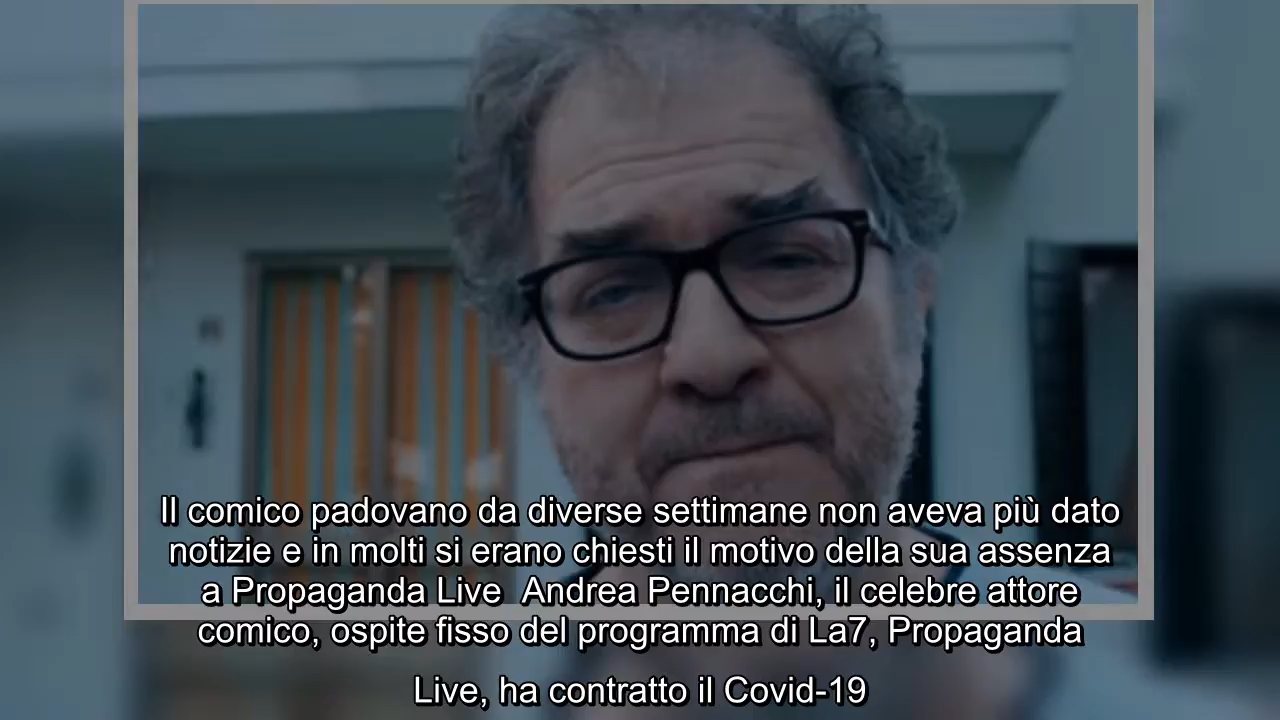 Il comico padovano da diverse settimane non aveva più dato
notizie e in molti si erano chiesti il motivo della sua assenza
a Propaganda Live  Andrea Pennacchi, il celebre attore
comico, ospite fisso del programma di La7, Propaganda
Live, ha contratto il Covid-19